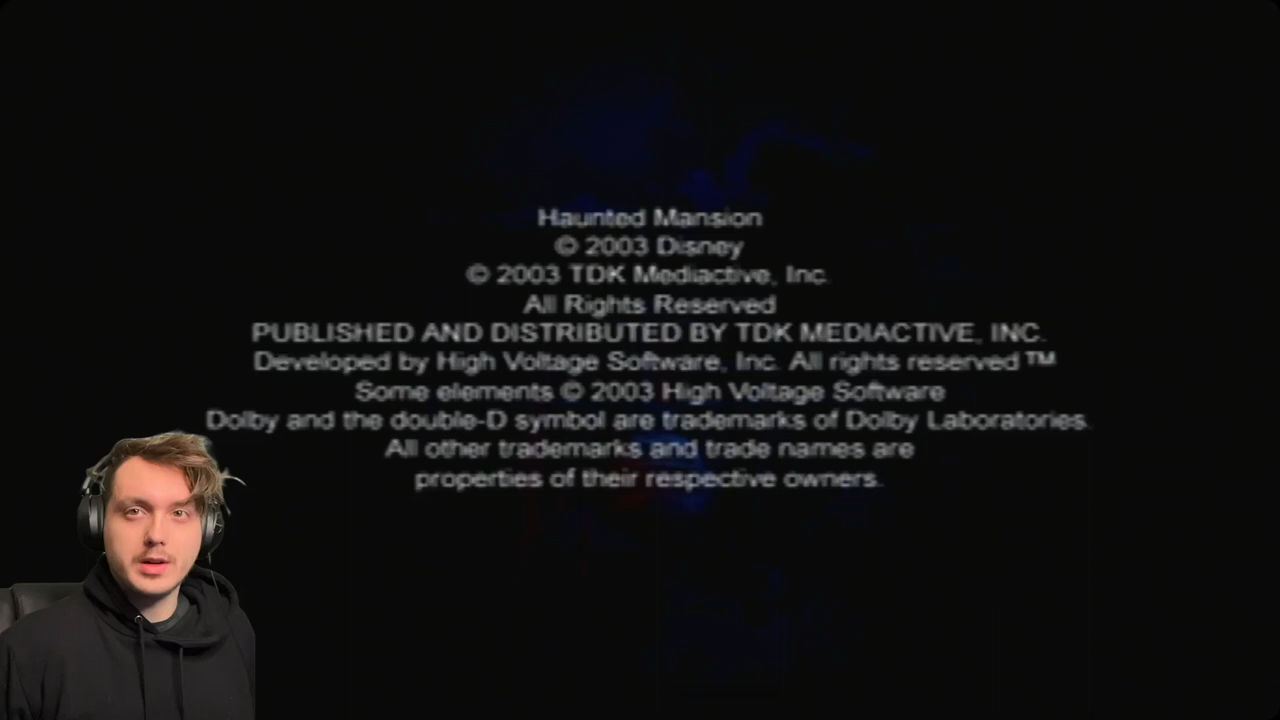 Haunted Mansion
© 2003 Disney
© 2003 TDK Mediactive, Inc.
All Rights Reserved
PUBLISHED AND DISTRIBUTED BY TDK MEDIACTIVE, INC.
Developed by High Voltage Software, Inc. All rights reserved ™
Some elements © 2003 High Voltage Software
Dolby and the double-D symbol are trademarks of Dolby Laboratories.
All other trademarks and trade names are
properties of their respective owners.